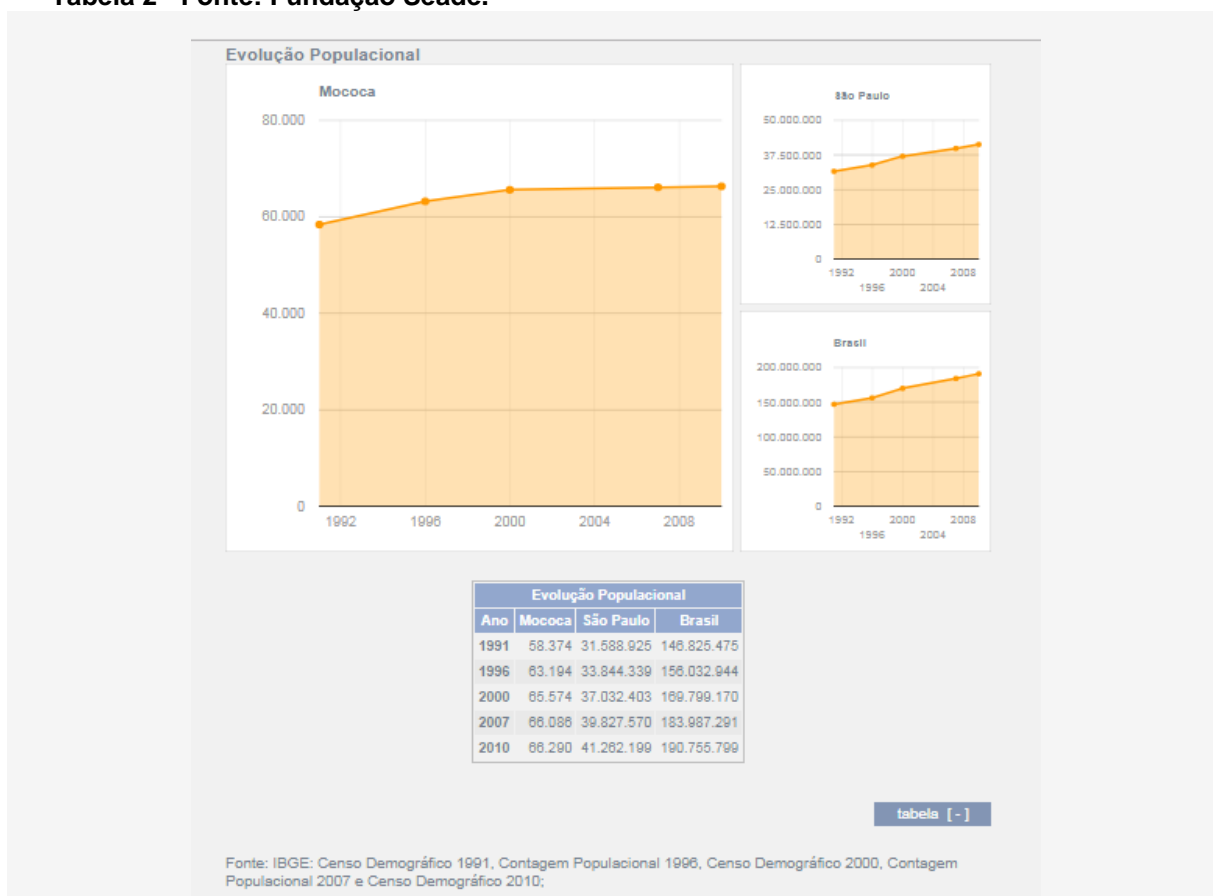 Tabela 2 - Fonte: Fundação Seade.
Evolução Populacional
Mococa
80.000
60.000
40.000
20.000
0
1992 1996 2000 2004 2008
São Paulo
50.000.000
37.500.000
25.000.000
12.500.000
0
1992 2000 2008
1996 2004
Brasil
200.000.000
150.000.000
100.000.000
50.000.000
0
1992 2000 2008
1996 2004
Evolução Populacional
Ano Mococa São Paulo Brasil
1991 58.374 31.588.925 146.825.475
1996 63.194 33.844.339 156.032.944
2000 65.574 37.032.403 169.799.170
2007 66.086 39.827.570 183.987.291
2010 66.290 41.262.199 190.755.799
tabela [ - ]
Fonte: IBGE: Censo Demográfico 1991, Contagem Populacional 1996, Censo Demográfico 2000, Contagem
Populacional 2007 e Censo Demográfico 2010;